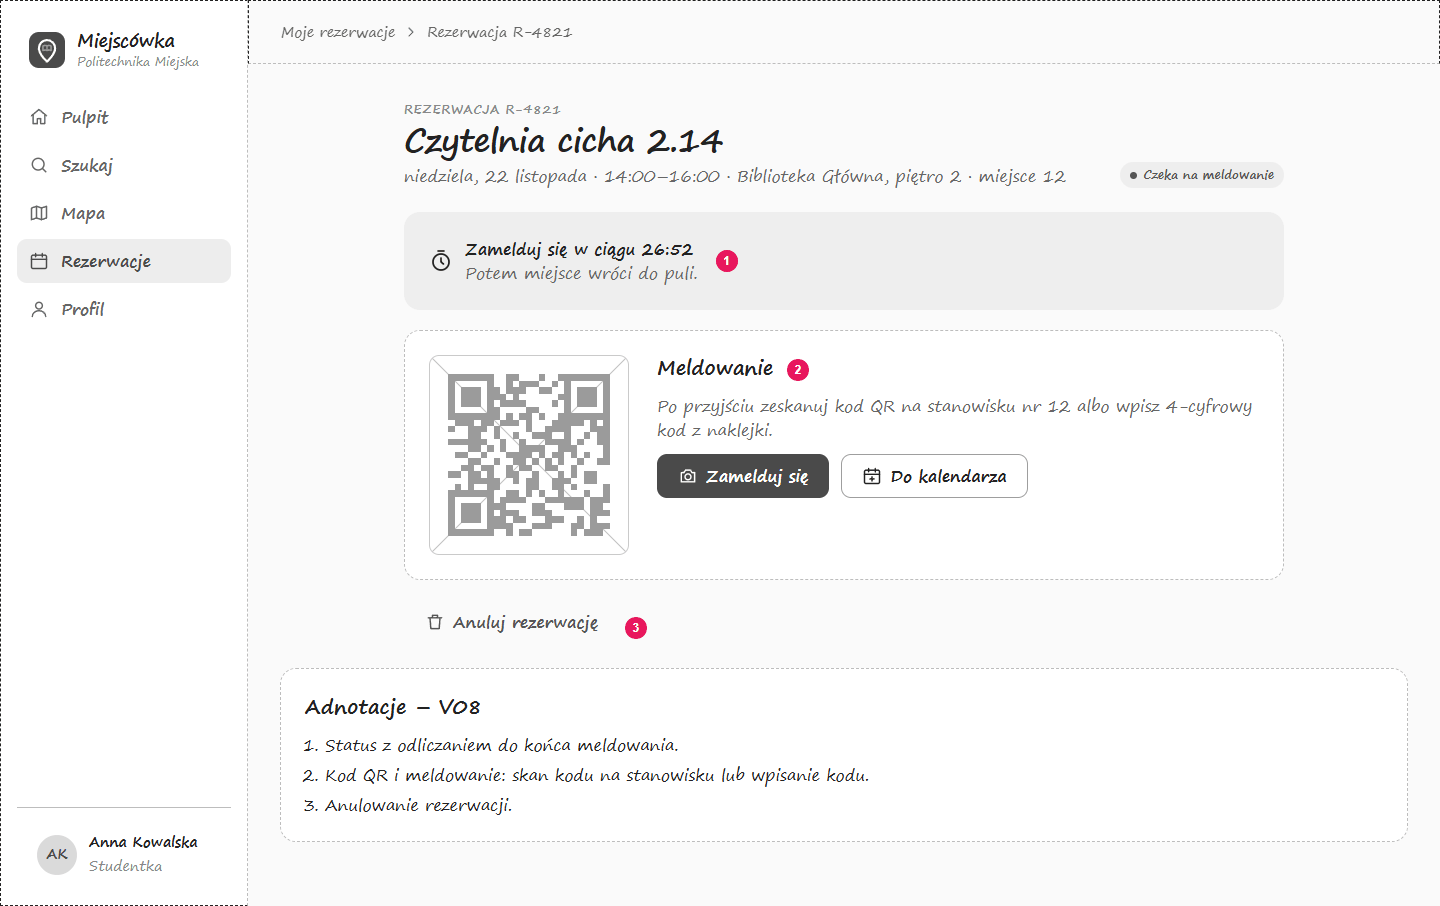 Miejscówka
Politechnika Miejska
Pulpit
Szukaj
Mapa
Rezerwacje
Profil
AK
Anna Kowalska
Studentka
Moje rezerwacje > Rezerwacja R-4821
REZERWACJA R-4821
Czytelnia cicha 2.14
niedziela, 22 listopada · 14:00–16:00 · Biblioteka Główna, piętro 2 · miejsce 12
Czeka na meldowanie
Zamelduj się w ciągu 26:52
Potem miejsce wróci do puli.
1
Meldowanie 2
Po przyjściu zeskanuj kod QR na stanowisku nr 12 albo wpisz 4-cyfrowy
kod z naklejki.
Zamelduj się
Do kalendarza
Anuluj rezerwację 3
Adnotacje – V08
1. Status z odliczaniem do końca meldowania.
2. Kod QR i meldowanie: skan kodu na stanowisku lub wpisanie kodu.
3. Anulowanie rezerwacji.